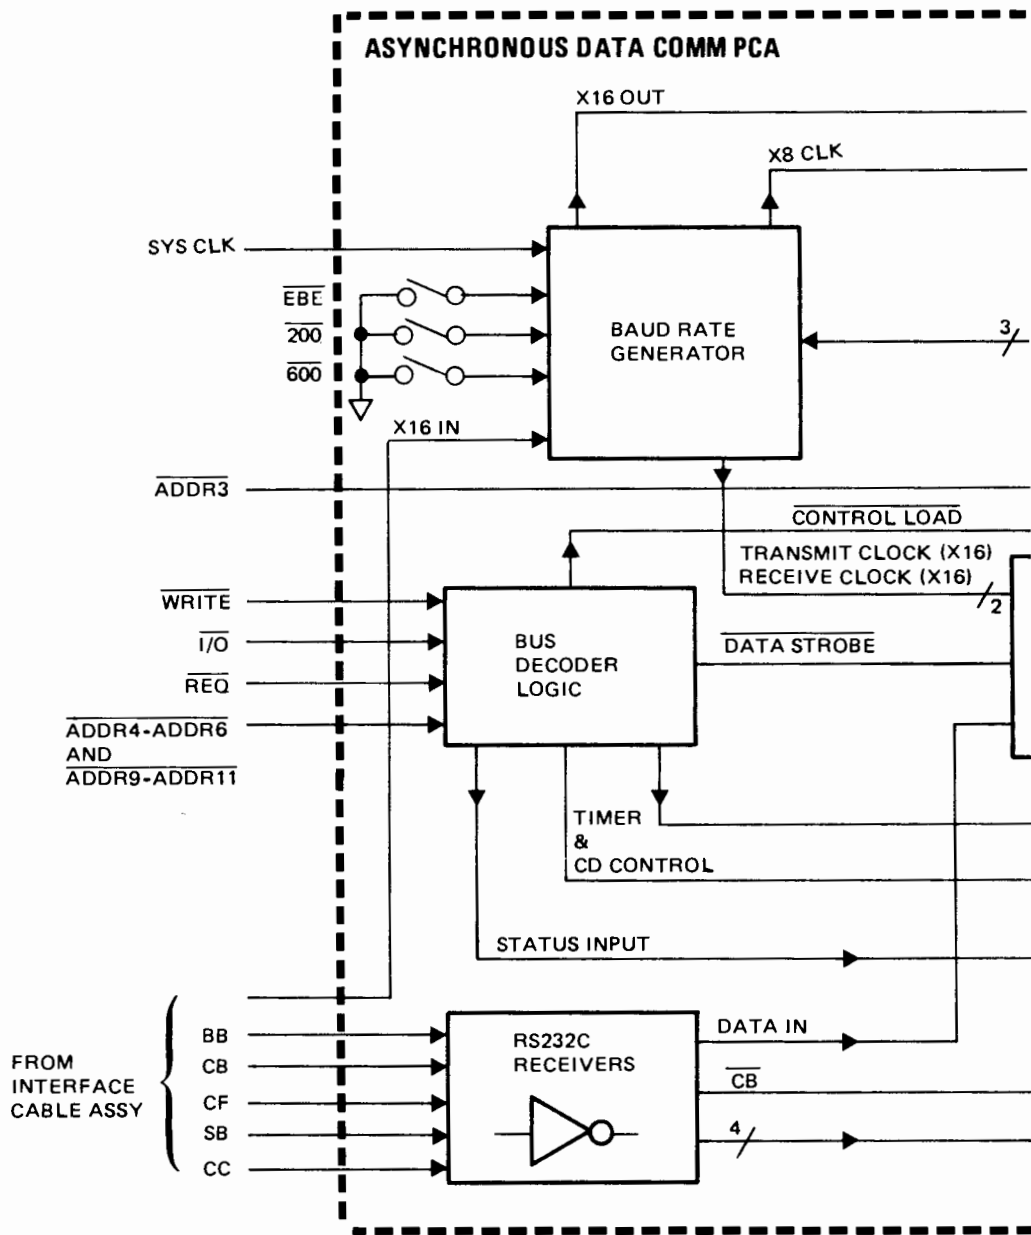 ASYNCHRONOUS DATA COMM PCA
X16 OUT
X8 CLK
SYS CLK
EBE
200
600
BAUD RATE
GENERATOR
3
X16 IN
ADDR3
CONTROL LOAD
TRANSMIT CLOCK (X16)
RECEIVE CLOCK (X16)
2
WRITE
I/O
REQ
ADDR4-ADDR6
AND
ADDR9-ADDR11
BUS
DECODER
LOGIC
DATA STROBE
TIMER
&
CD CONTROL
STATUS INPUT
FROM
INTERFACE
CABLE ASSY
BB
CB
CF
SB
CC
RS232C
RECEIVERS
DATA IN
CB
4